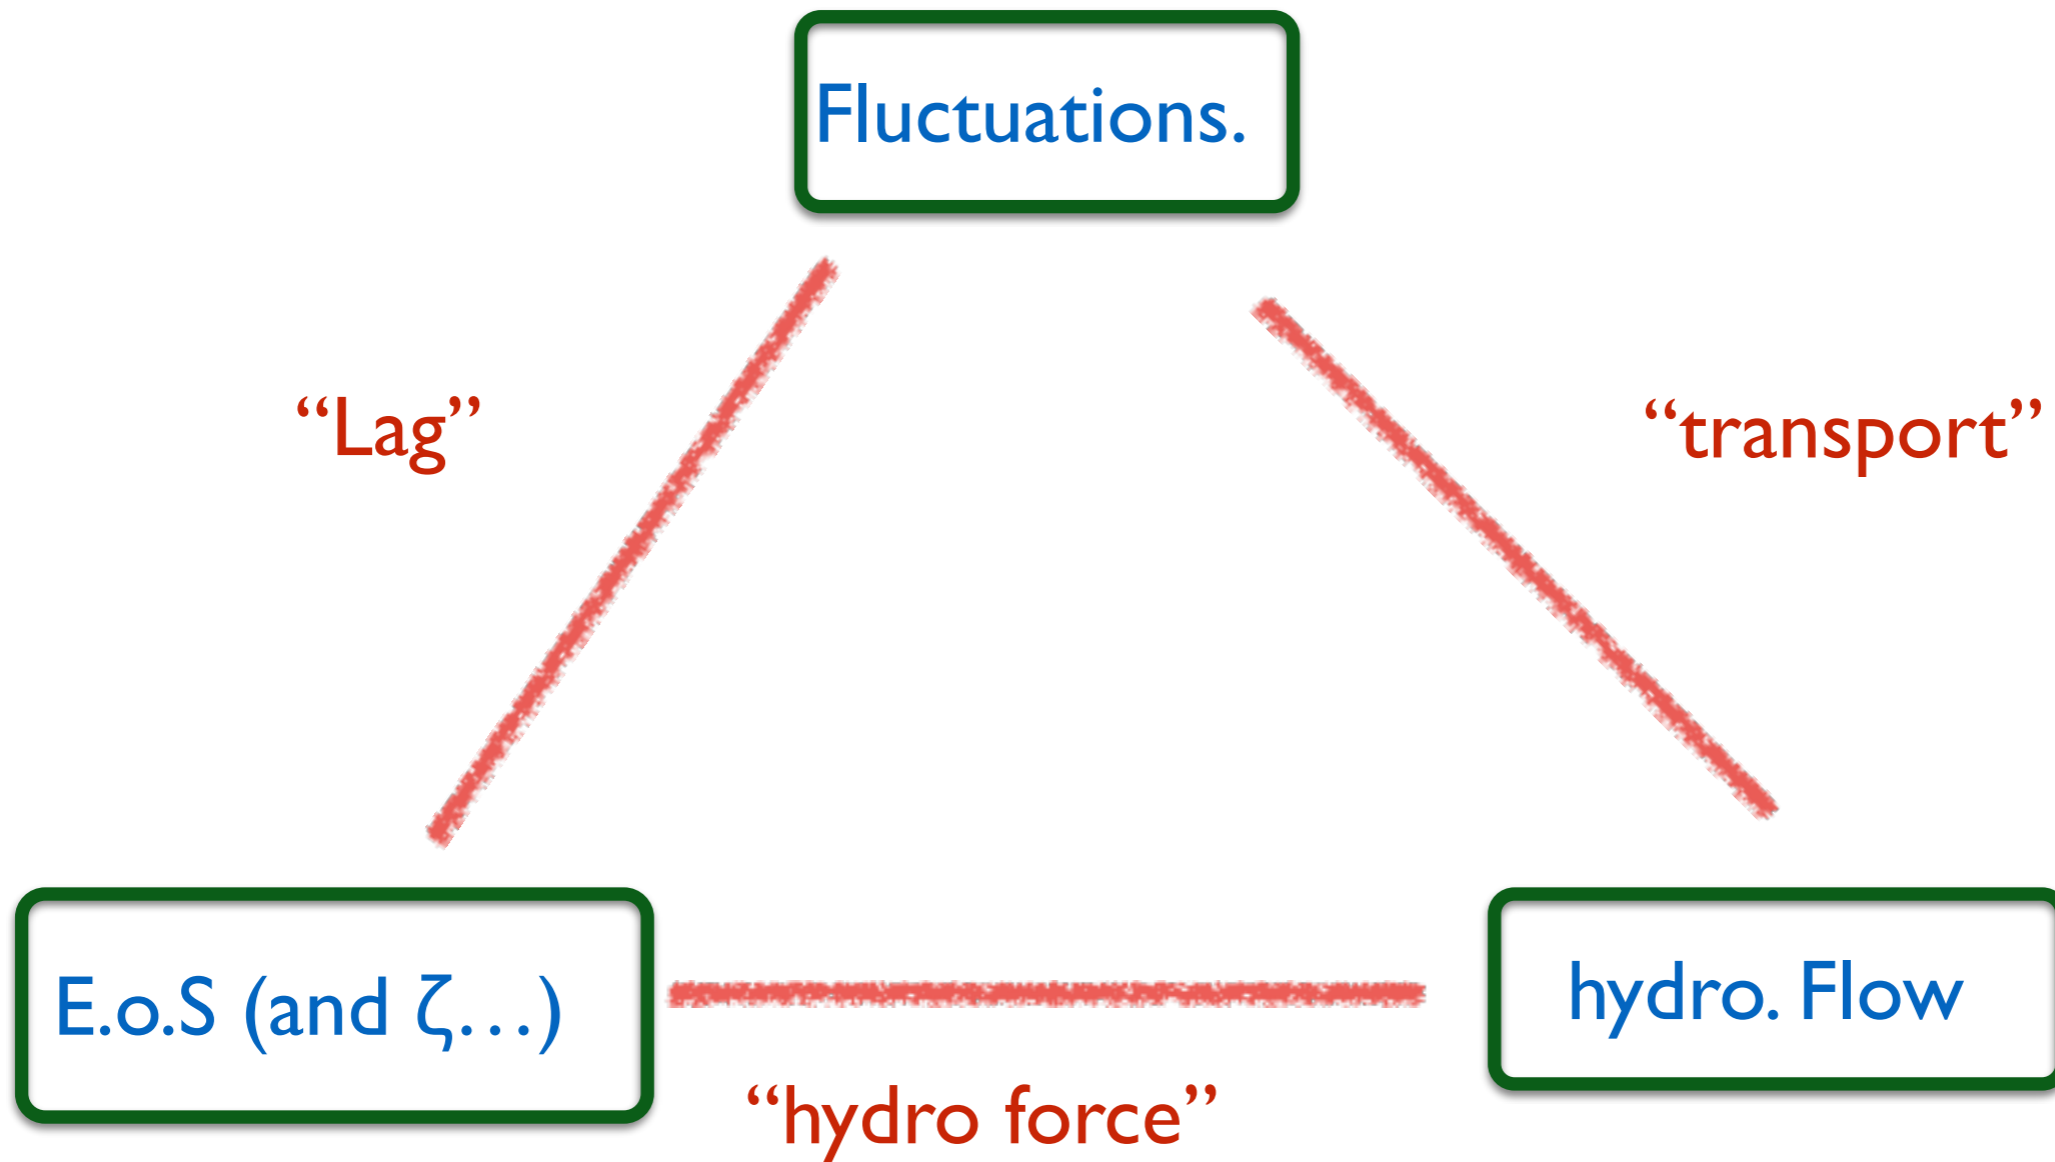 Fluctuations.
“Lag”
“transport”
E.o.S (and ζ…)
hydro. Flow
“hydro force”